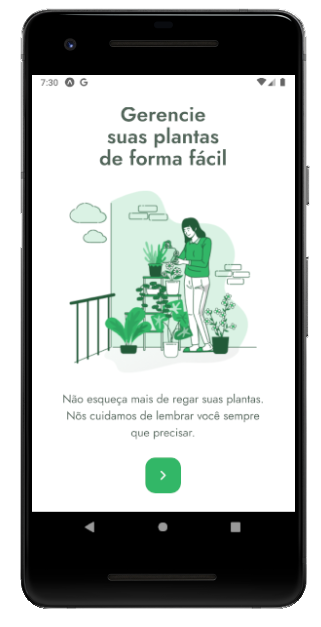 7:30
Gerencie
suas plantas
de forma fácil
Não esqueça mais de regar suas plantas.
Nós cuidamos de lembrar você sempre
que precisar.